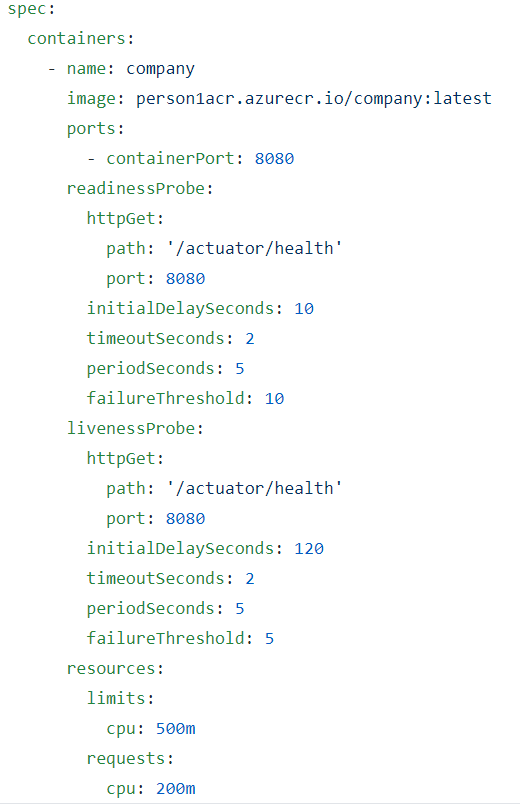 spec:
  containers:
    - name: company
      image: person1acr.azurecr.io/company:latest
      ports:
        - containerPort: 8080
      readinessProbe:
        httpGet:
          path: '/actuator/health'
          port: 8080
        initialDelaySeconds: 10
        timeoutSeconds: 2
        periodSeconds: 5
        failureThreshold: 10
      livenessProbe:
        httpGet:
          path: '/actuator/health'
          port: 8080
        initialDelaySeconds: 120
        timeoutSeconds: 2
        periodSeconds: 5
        failureThreshold: 5
      resources:
        limits:
          cpu: 500m
        requests:
          cpu: 200m